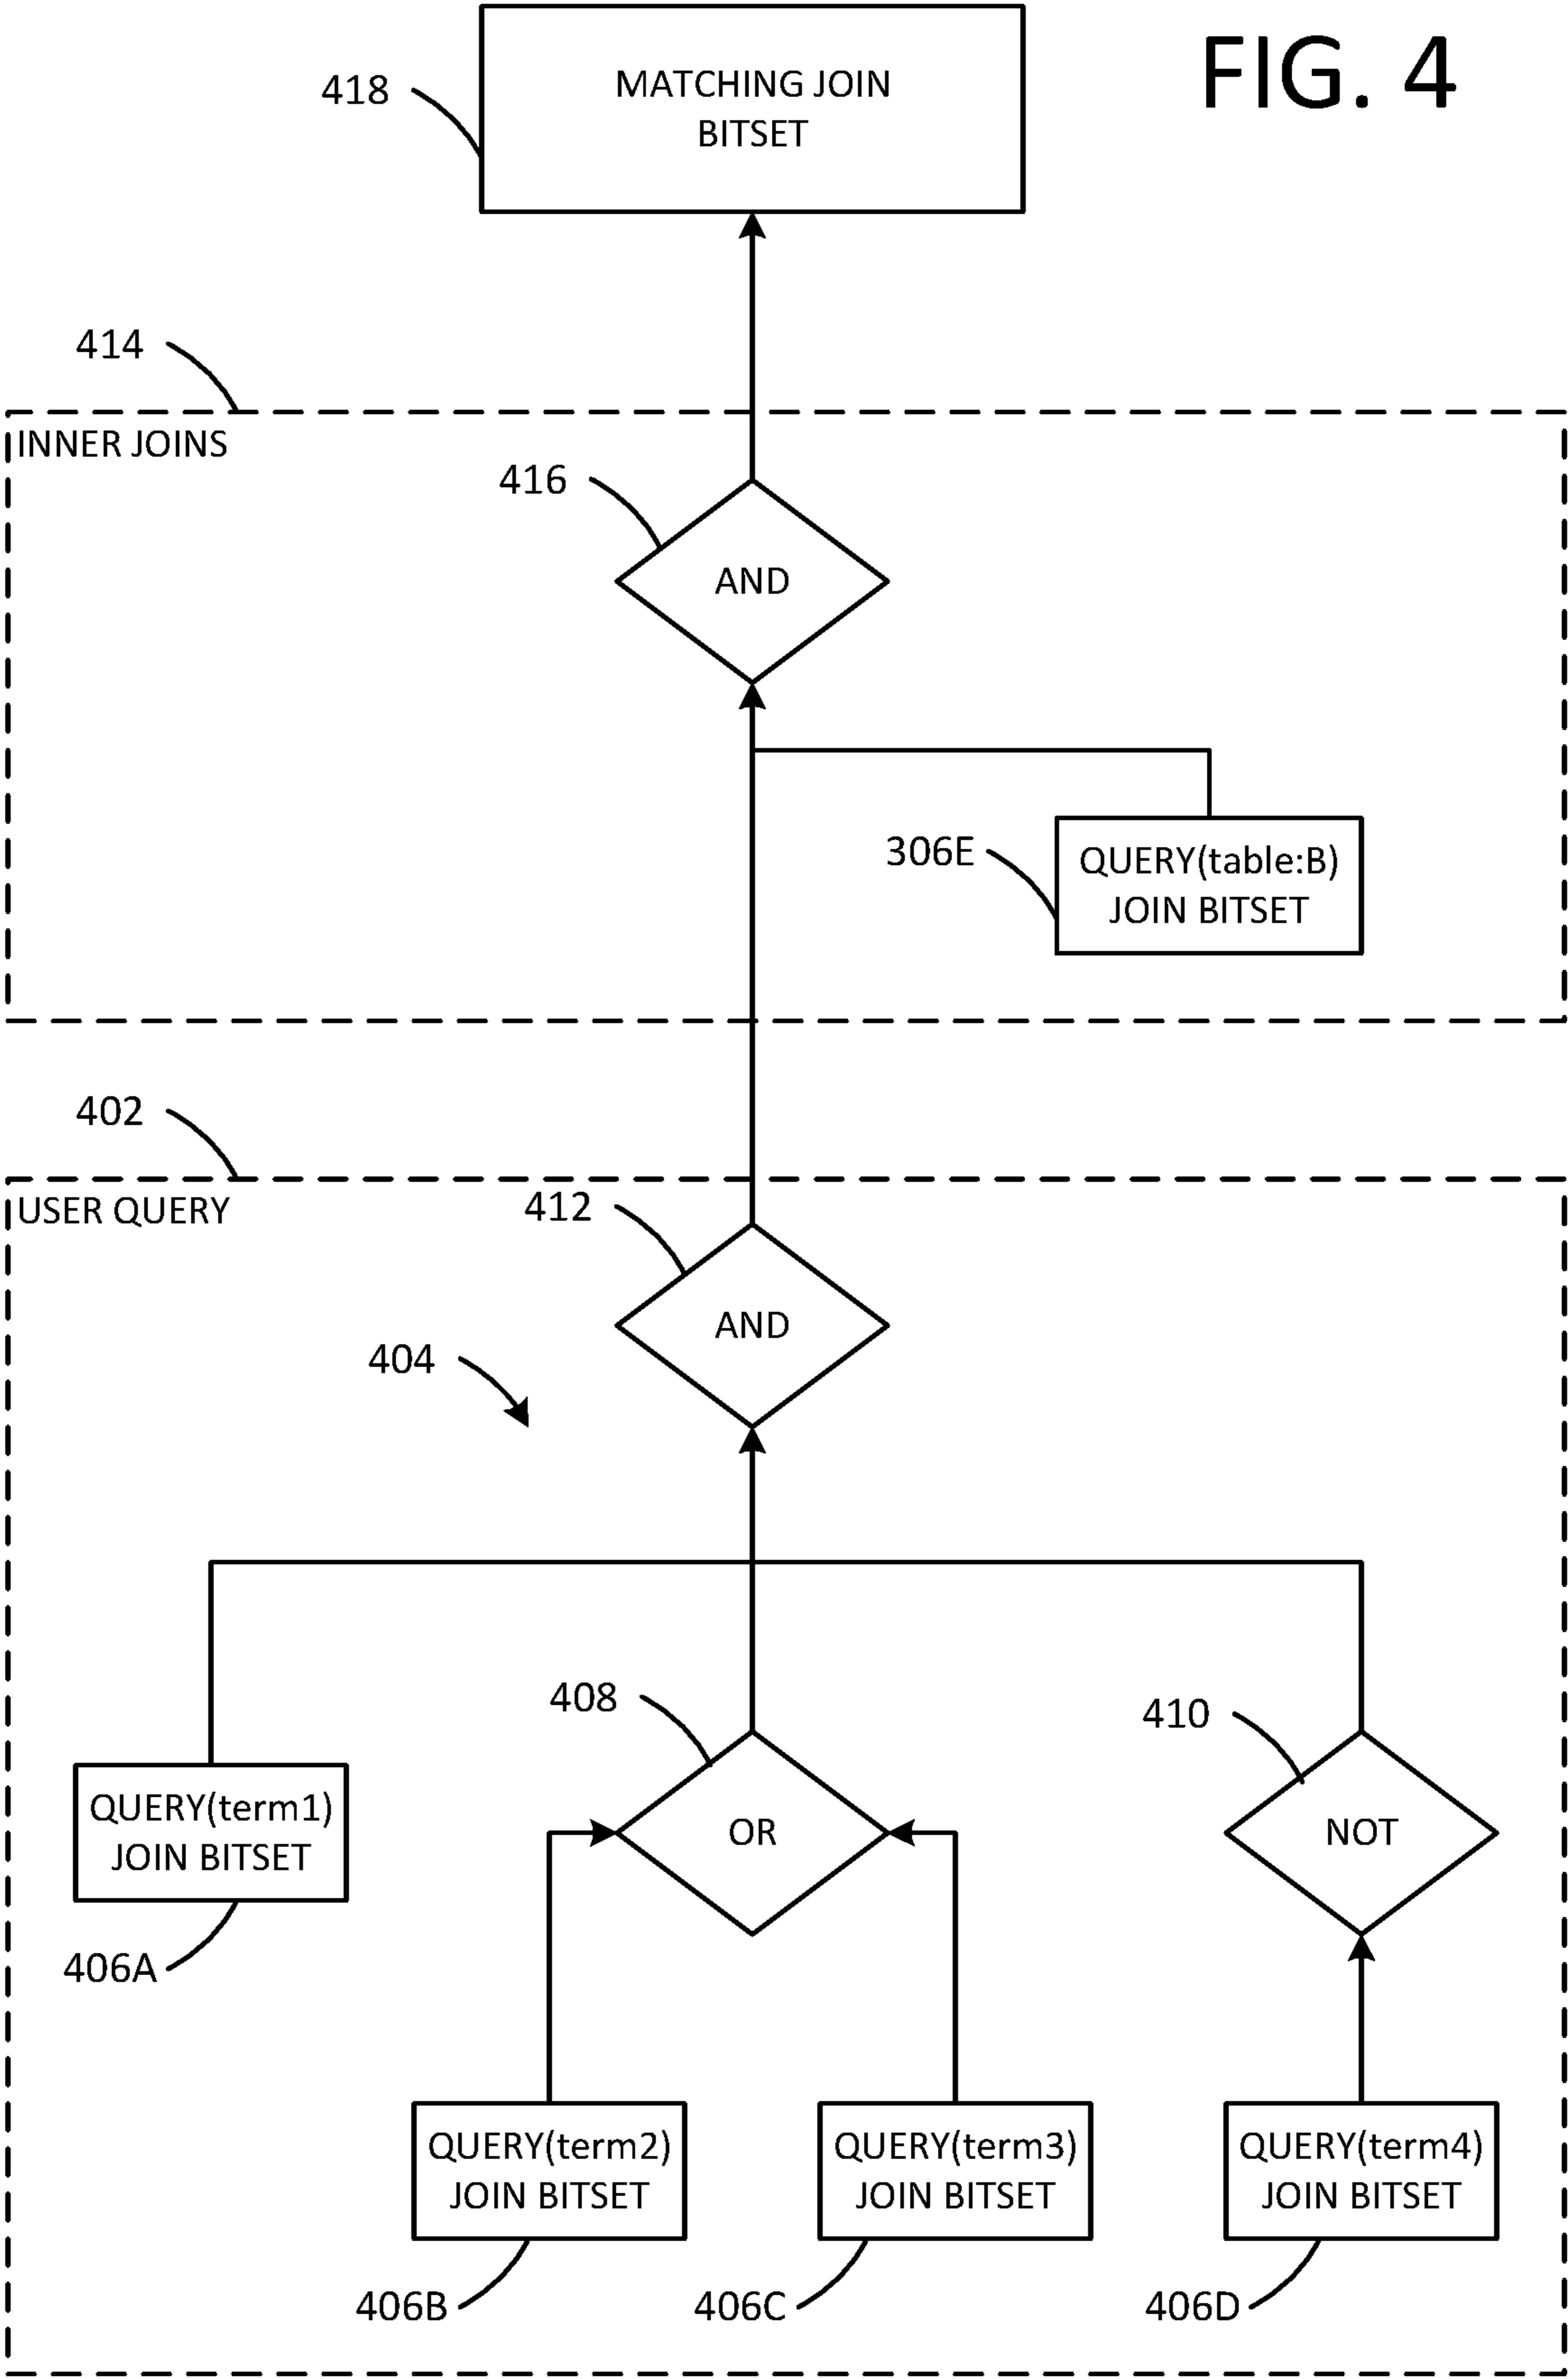 FIG. 4
418
MATCHING JOIN
BITSET
414
INNER JOINS
416
AND
306E
QUERY(table:B)
JOIN BITSET
402
USER QUERY
412
AND
404
408
410
QUERY(term1)
JOIN BITSET
OR
NOT
406A
QUERY(term2)
JOIN BITSET
QUERY(term3)
JOIN BITSET
QUERY(term4)
JOIN BITSET
406B
406C
406D